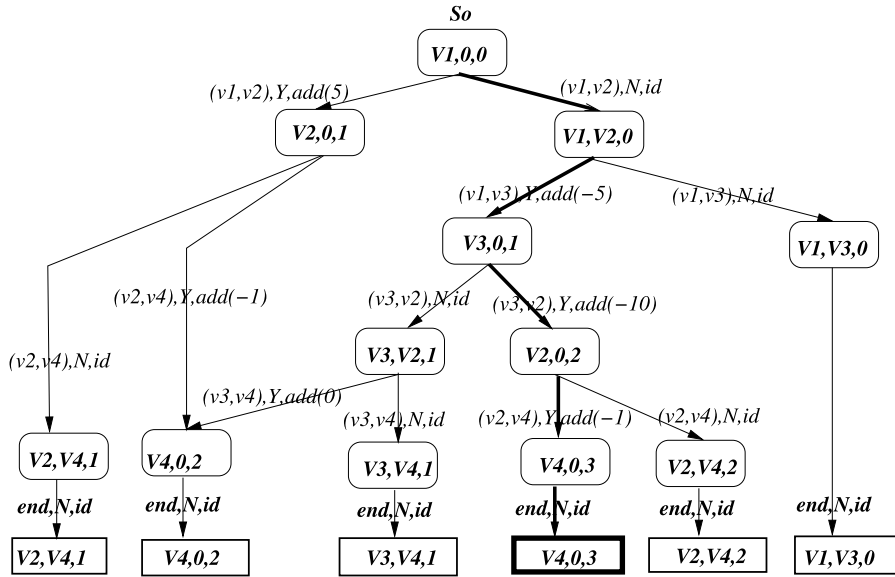 So
V1,0,0
(v1,v2),Y,add(5)
(v1,v2),N,id
V2,0,1
V1,V2,0
(v1,v3),Y,add(−5)
(v1,v3),N,id
V3,0,1
V1,V3,0
(v2,v4),Y,add(−1)
(v3,v2),N,id
(v3,v2),Y,add(−10)
V3,V2,1
V2,0,2
(v2,v4),N,id
(v3,v4),Y,add(0)
(v3,v4),N,id
(v2,v4),Y,add(−1)
(v2,v4),N,id
V2,V4,1
V4,0,2
V3,V4,1
V4,0,3
V2,V4,2
end,N,id
end,N,id
end,N,id
end,N,id
end,N,id
end,N,id
V2,V4,1
V4,0,2
V3,V4,1
V4,0,3
V2,V4,2
V1,V3,0